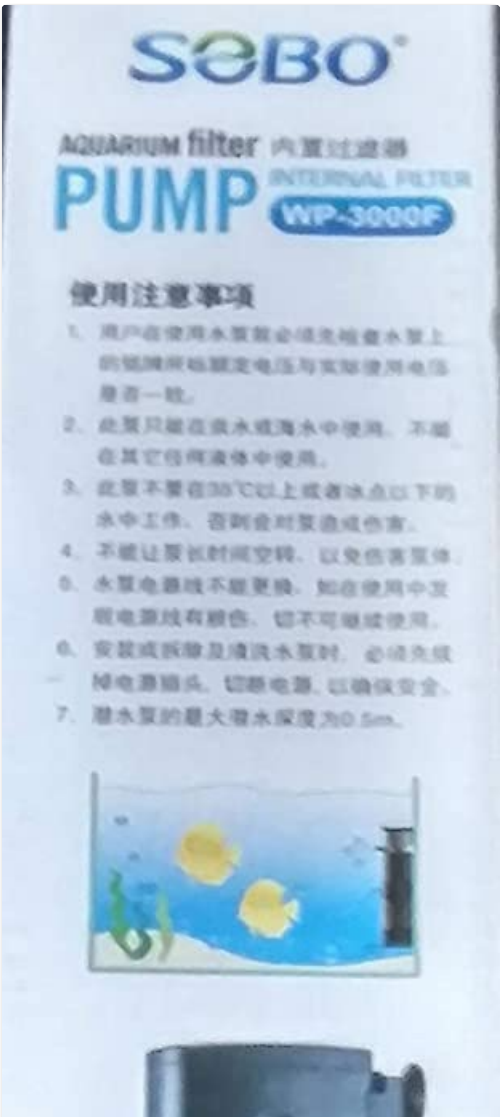 SOBO
AQUARIUM filter 内置过滤器
PUMP INTERNAL FILTER
WP-3000F
使用注意事項
1、用户在使用水泵前必须先检查水泵上
的铭牌所标额定电压与实际使用电压
是否一致。
2、此泵只能在淡水或海水中使用，不能
在其它任何液体中使用。
3、此泵不要在35℃以上或者冰点以下的
水中工作，否则会对泵造成伤害。
4、不能让泵长时间空转，以免伤害泵体。
5、水泵电源线不能更换，如在使用中发
现电源线有损伤，切不可继续使用。
6、安装或拆除及清洗水泵时，必须先拔
掉电源插头，切断电源，以确保安全。
7、潜水泵的最大潜水深度为0.5m。